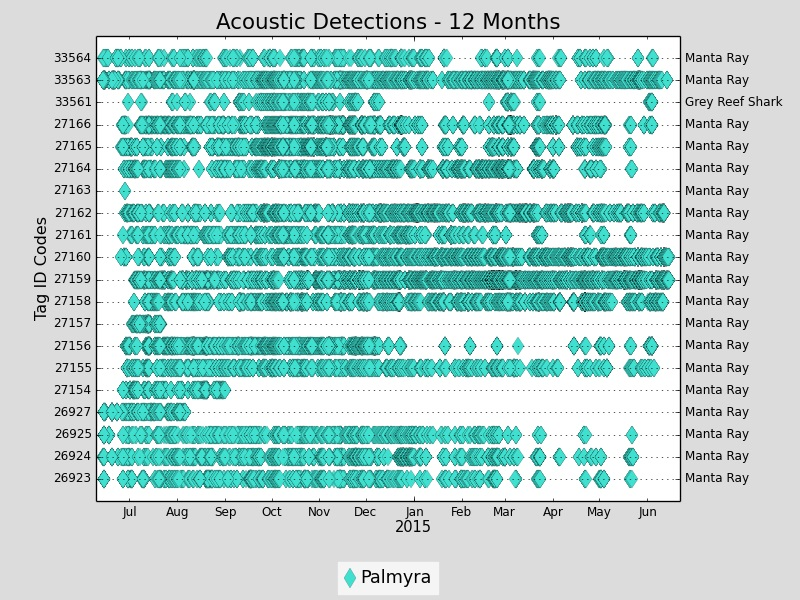 Acoustic Detections - 12 Months
Tag ID Codes
33564 Manta Ray
33563 Manta Ray
33561 Grey Reef Shark
27166 Manta Ray
27165 Manta Ray
27164 Manta Ray
27163 Manta Ray
27162 Manta Ray
27161 Manta Ray
27160 Manta Ray
27159 Manta Ray
27158 Manta Ray
27157 Manta Ray
27156 Manta Ray
27155 Manta Ray
27154 Manta Ray
26927 Manta Ray
26925 Manta Ray
26924 Manta Ray
26923 Manta Ray
Jul Aug Sep Oct Nov Dec Jan Feb Mar Apr May Jun
2015
Palmyra